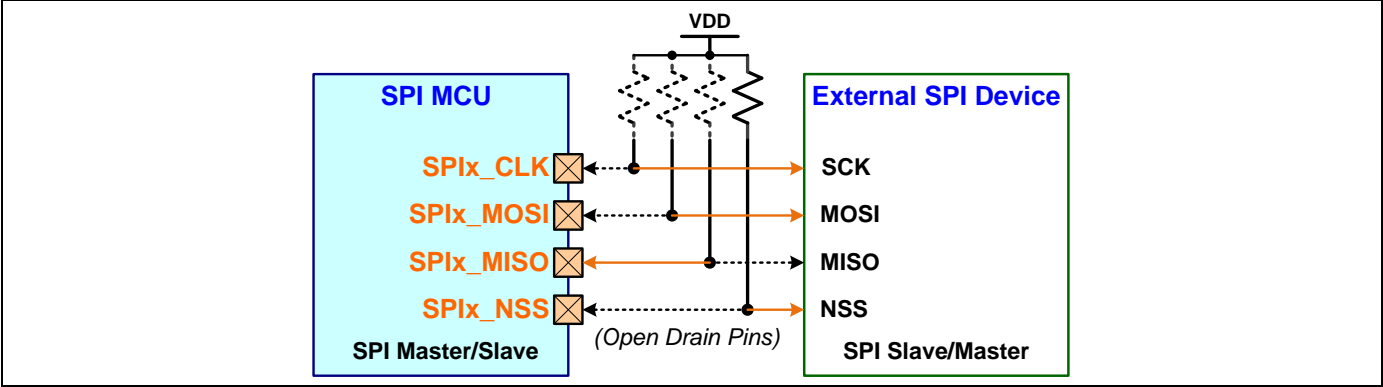 VDD
SPI MCU
External SPI Device
SPIx_CLK
SCK
SPIx_MOSI
MOSI
SPIx_MISO
MISO
SPIx_NSS
NSS
(Open Drain Pins)
SPI Master/Slave
SPI Slave/Master